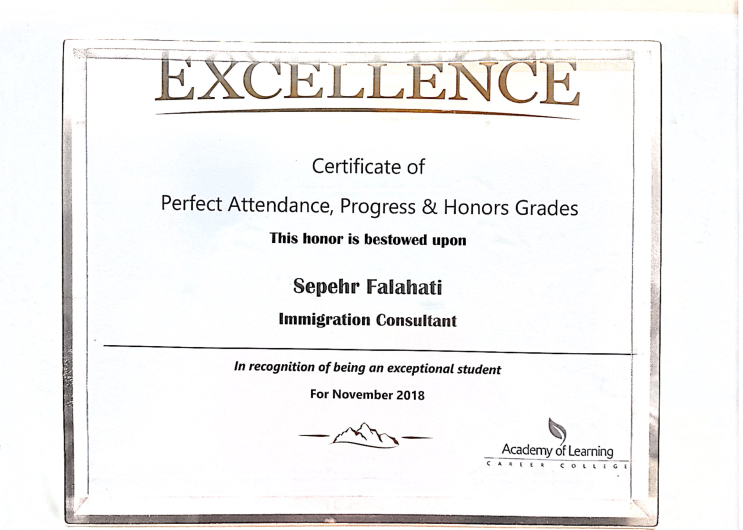 EXCELLENCE
Certificate of
Perfect Attendance, Progress & Honors Grades
This honor is bestowed upon
Sepehr Falahati
Immigration Consultant
In recognition of being an exceptional student
For November 2018
Academy of Learning
CAREER COLLEGE